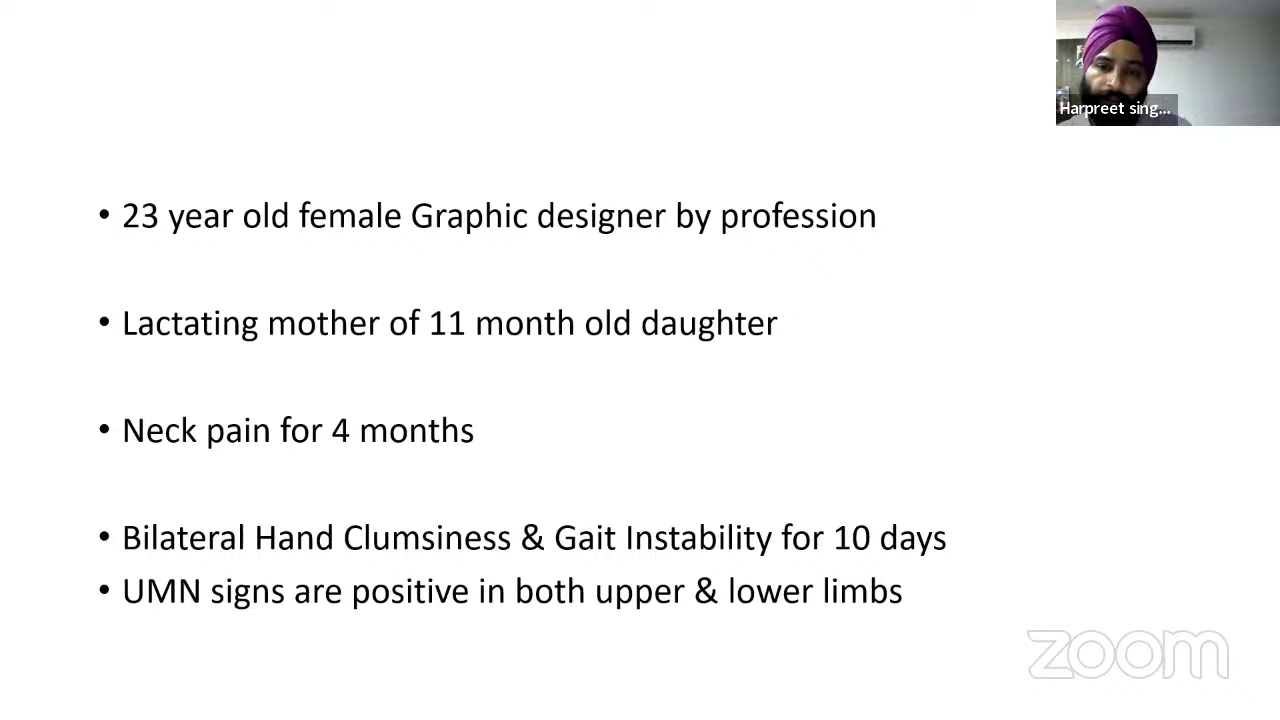 Harpreet sing...
• 23 year old female Graphic designer by profession
• Lactating mother of 11 month old daughter
• Neck pain for 4 months
• Bilateral Hand Clumsiness & Gait Instability for 10 days
• UMN signs are positive in both upper & lower limbs
zoom